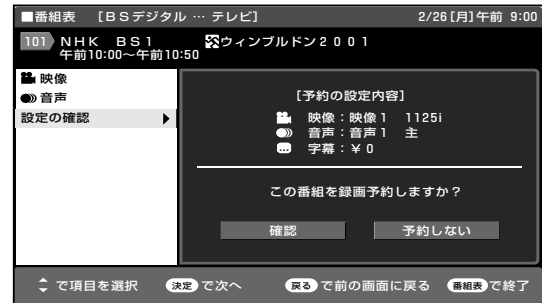 ■番組表　[BSデジタル … テレビ]　2/26[月]午前 9:00
101 NHK　BS1　ウィンブルドン2001
午前10:00〜午前10:50
映像
音声
設定の確認
[予約の設定内容]
映像：映像1　1125i
音声：音声1　主
字幕：¥0
この番組を録画予約しますか？
確認　予約しない
で項目を選択　決定 で次へ　戻る で前の画面に戻る　番組表 で終了